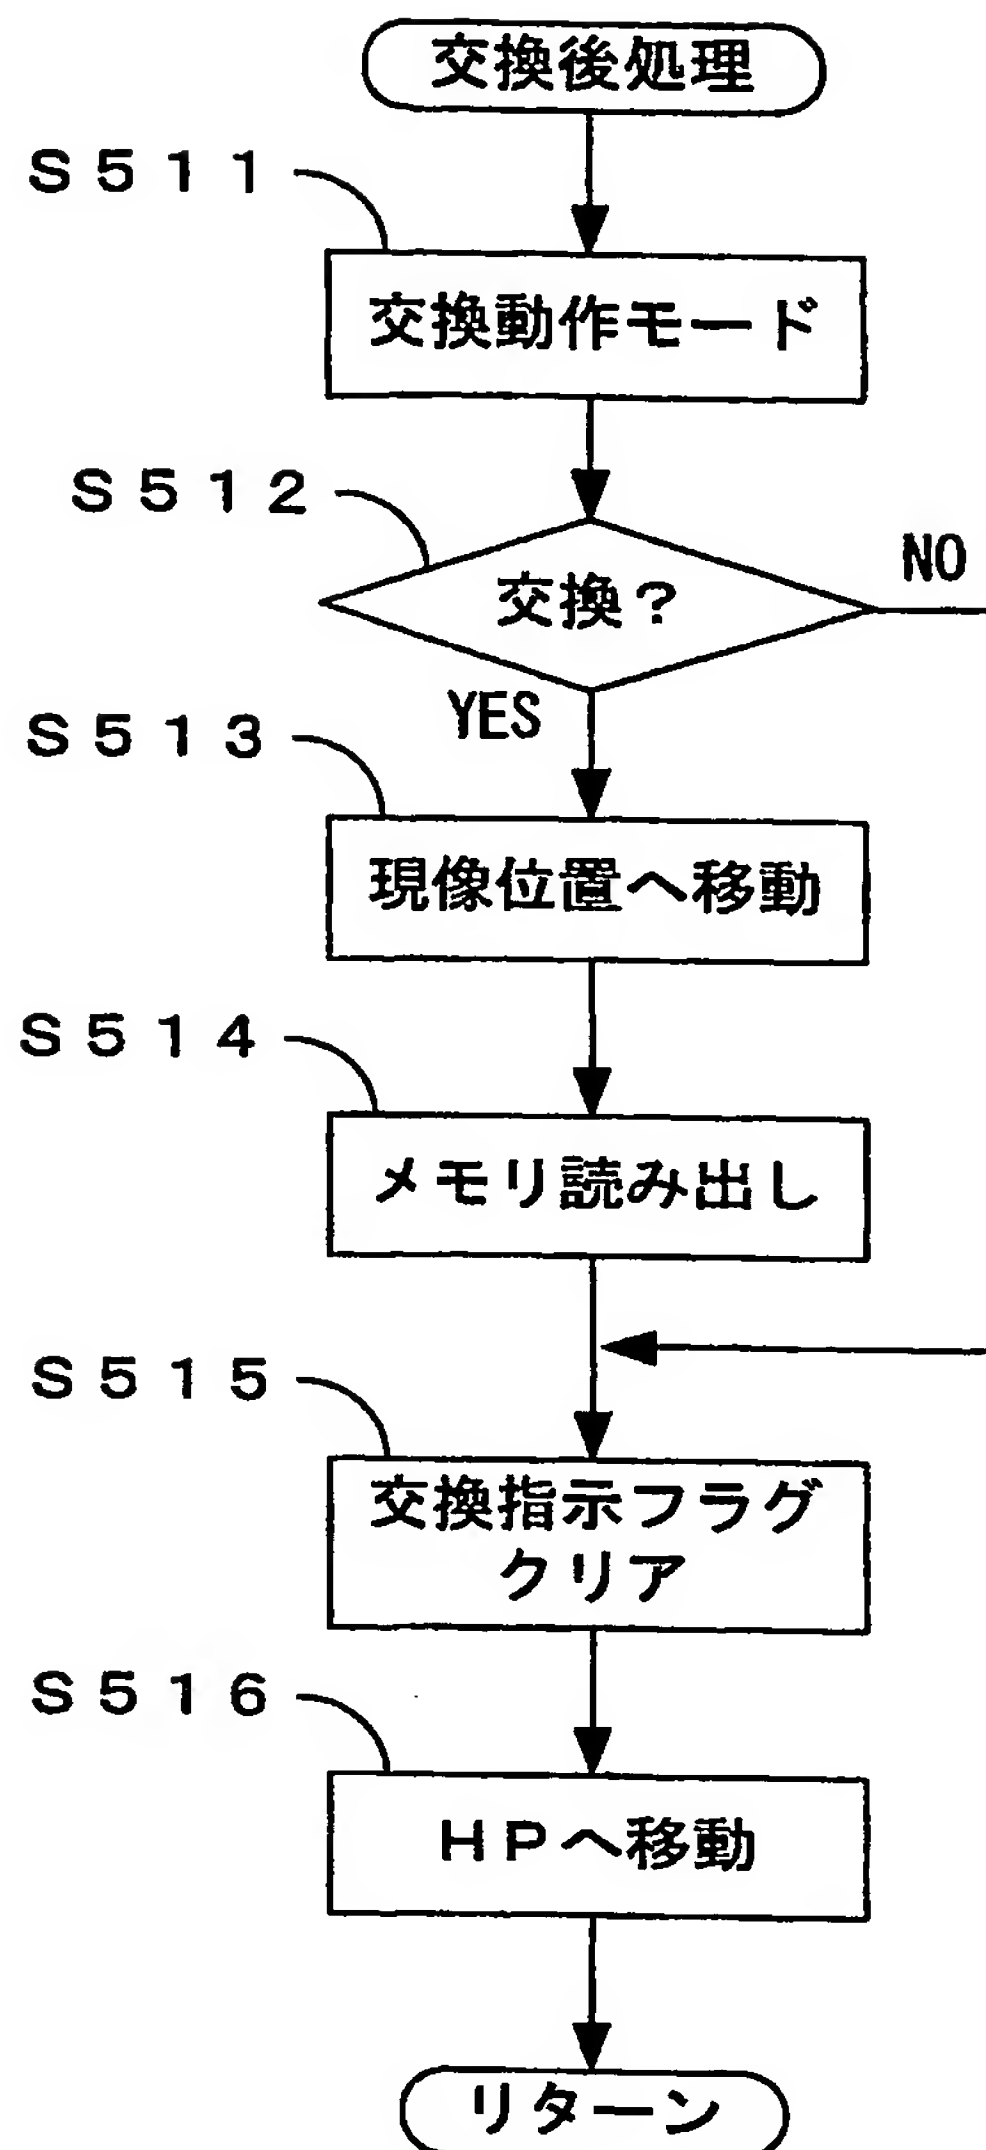 交換後処理
S511
交換動作モード
S512
交換?
NO
YES
S513
現像位置へ移動
S514
メモリ読み出し
S515
交換指示フラグ
クリア
S516
HPへ移動
リターン